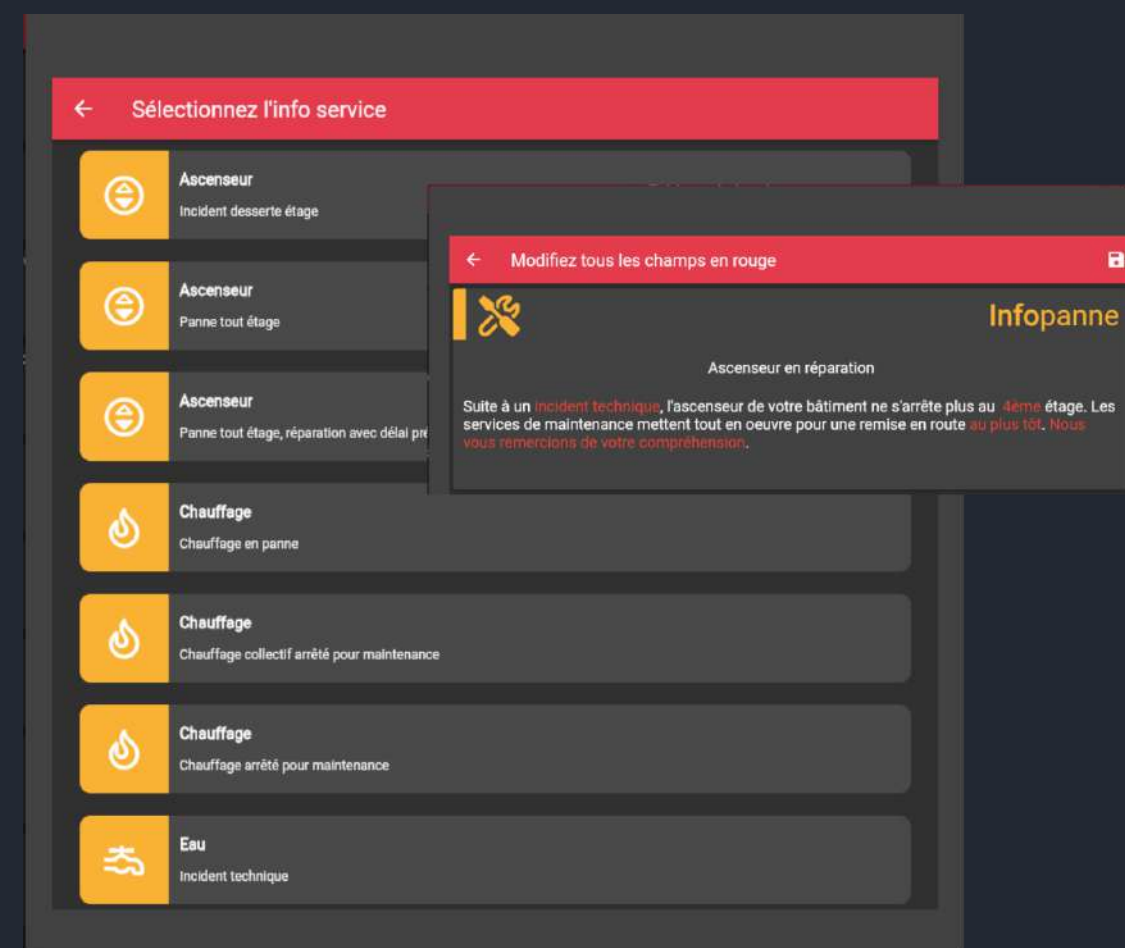 Sélectionnez l'info service
Ascenseur
Incident desserte étage
Ascenseur
Panne tout étage
Ascenseur
Panne tout étage, réparation avec délai
Chauffage
Chauffage en panne
Chauffage
Chauffage collectif arrêté pour maintenance
Chauffage
Chauffage arrêté pour maintenance
Eau
Incident technique
Modifiez tous les champs en rouge
Infopanne
Ascenseur en réparation
Suite à un incident technique, l'ascenseur de votre bâtiment ne s'arrête plus au 4ème étage. Les
services de maintenance mettent tout en oeuvre pour une remise en route au plus tôt. Nous
vous remercions de votre compréhension.